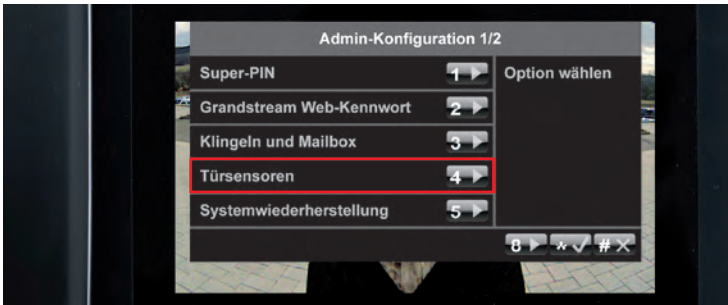 Admin-Konfiguration 1/2
Super-PIN 1 Option wählen
Grandstream Web-Kennwort 2
Klingeln und Mailbox 3
Türsensoren 4
Systemwiederherstellung 5
8 * ✓ # ×